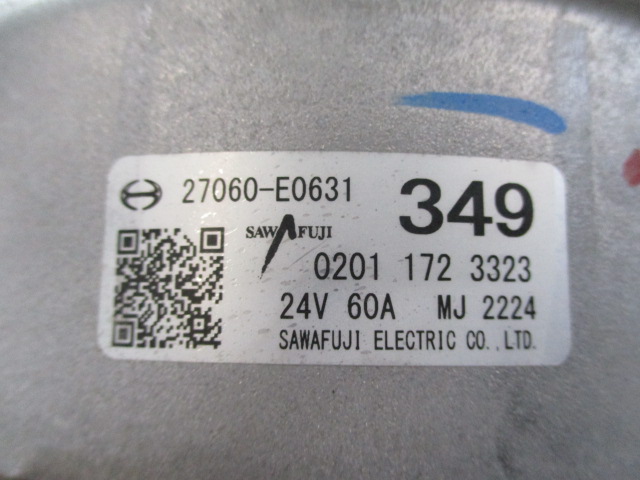 27060-E0631 349
SAWAFUJI
0201 172 3323
24V 60A MJ 2224
SAWAFUJI ELECTRIC CO.,LTD.